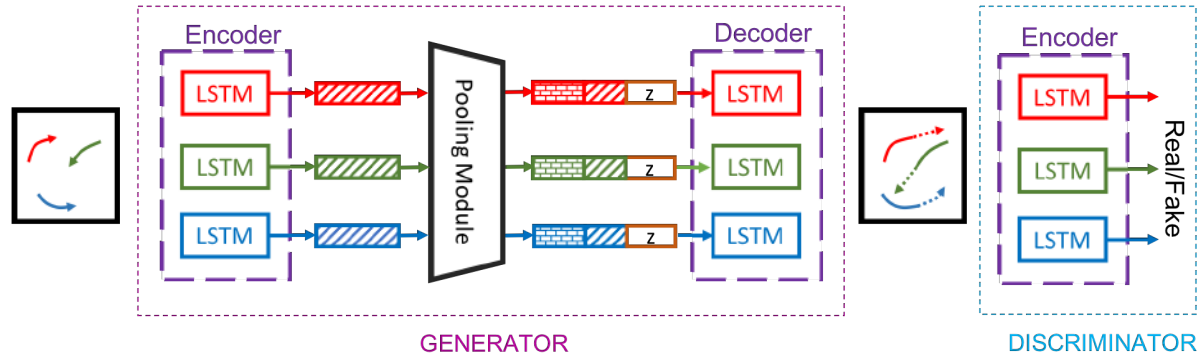 Encoder
Decoder
Encoder
LSTM
z
LSTM
LSTM
LSTM
z
LSTM
LSTM
LSTM
z
LSTM
LSTM
Pooling Module
Real/Fake
GENERATOR
DISCRIMINATOR